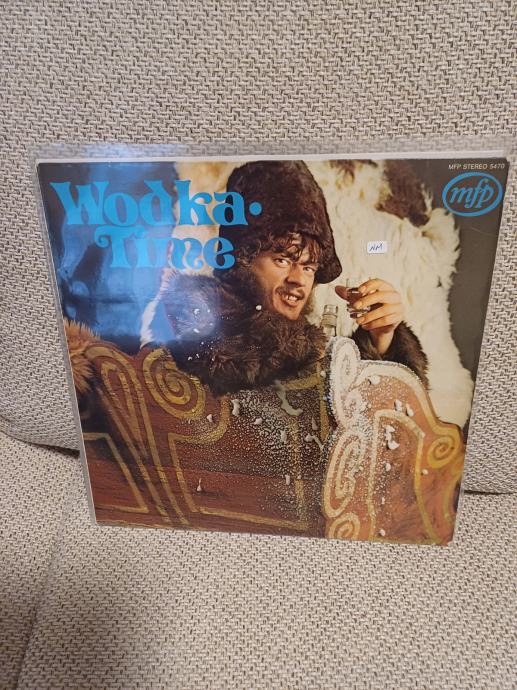 MFP STEREO 5470
mfp
Wodka-
Time
NM